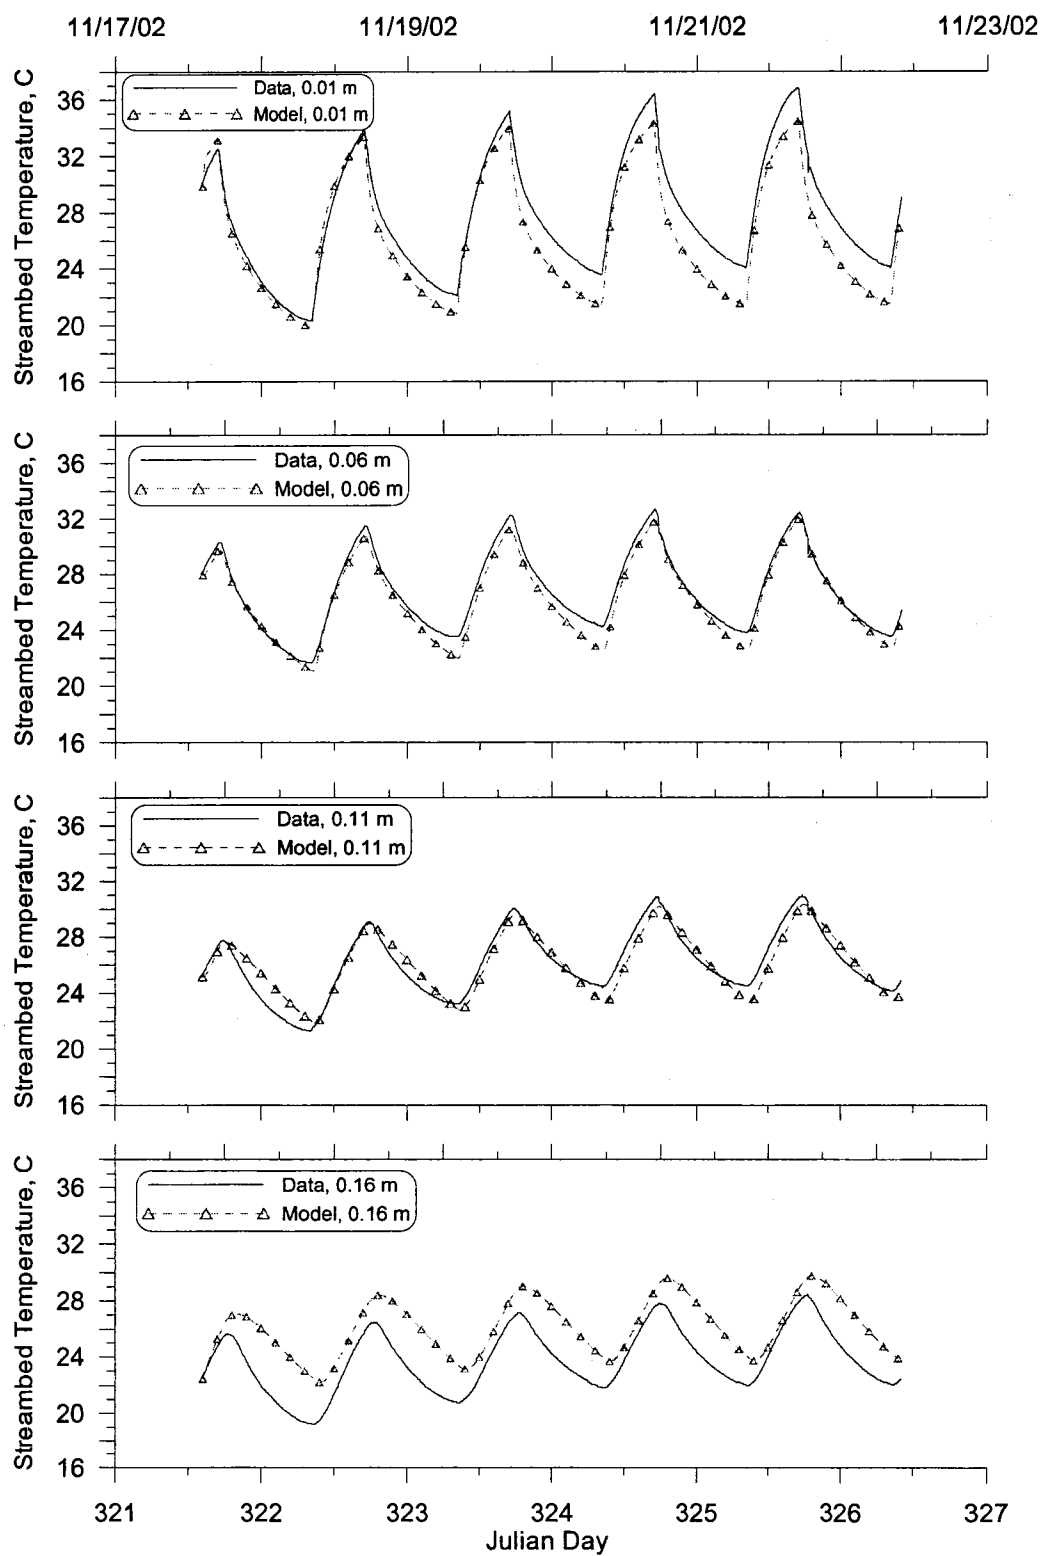 11/17/02 11/19/02 11/21/02 11/23/02
Streambed Temperature, C
36
32
28
24
20
16
Data, 0.01 m
Model, 0.01 m
Streambed Temperature, C
36
32
28
24
20
16
Data, 0.06 m
Model, 0.06 m
Streambed Temperature, C
36
32
28
24
20
16
Data, 0.11 m
Model, 0.11 m
Streambed Temperature, C
36
32
28
24
20
16
Data, 0.16 m
Model, 0.16 m
321 322 323 324 325 326 327
Julian Day